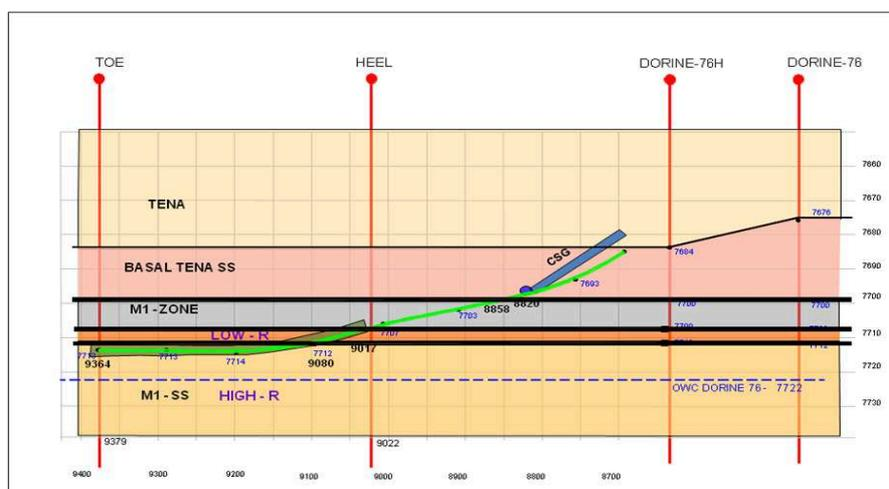 TOE HEEL DORINE-76H DORINE-76
7660
TENA
7670
7676
7680
7684
CSG
BASAL TENA SS
7690
7693
8858 8820
7700
7700 7700
M1-ZONE
7703
LOW - R
7707
7710
7713 7714 7712
9364 9080 9017
7720
OWC DORINE 76 - 7722
M1-SS HIGH - R
7730
9379 9022
9400 9300 9200 9100 9000 8900 8800 8700